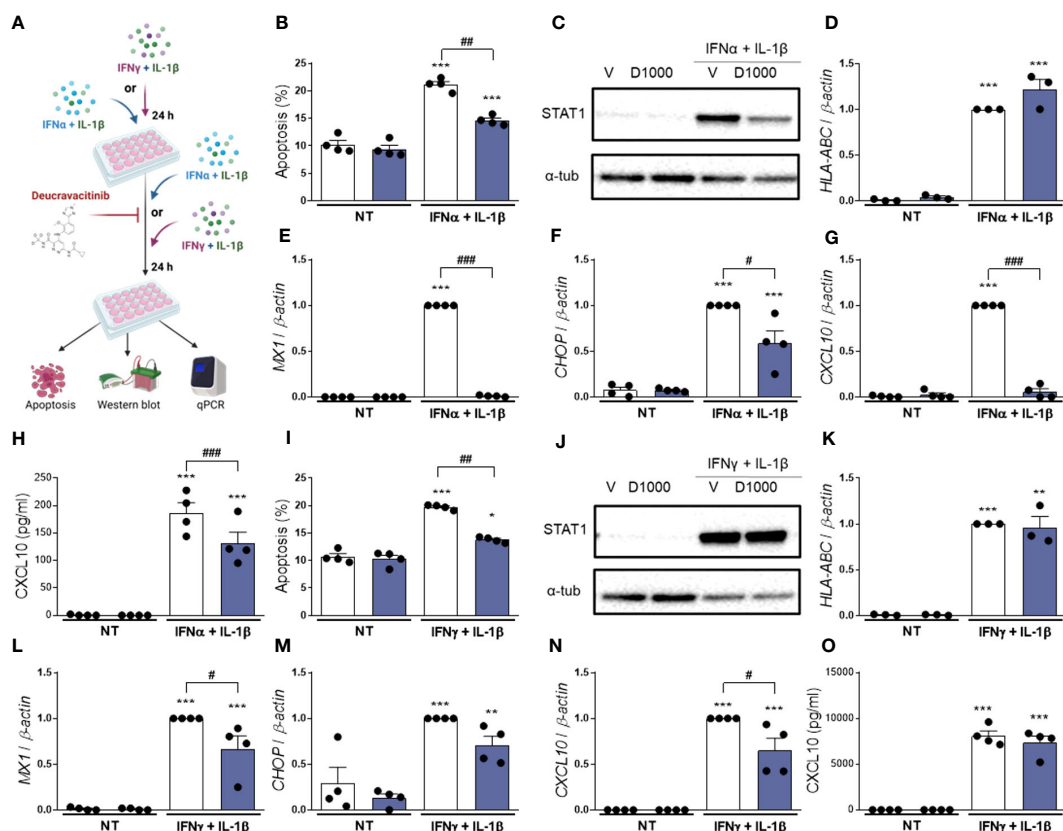 A
IFNγ + IL-1β
or
IFNα + IL-1β
24 h
Deucravacitinib
IFNα + IL-1β
or
IFNγ + IL-1β
24 h
Apoptosis
Western blot
qPCR
B
Apoptosis (%)
25
20
15
10
5
0
##
***
***
NT
IFNα + IL-1β
C
IFNα + IL-1β
V D1000 V D1000
STAT1
α-tub
NT
D
HLA-ABC / β-actin
1.5
1.0
0.5
0.0
***
***
NT
IFNα + IL-1β
E
MX1 / β-actin
1.5
1.0
0.5
0.0
###
***
NT
IFNα + IL-1β
F
CHOP / β-actin
1.5
1.0
0.5
0.0
#
***
***
NT
IFNα + IL-1β
G
CXCL10 / β-actin
1.5
1.0
0.5
0.0
###
***
NT
IFNα + IL-1β
H
CXCL10 (pg/ml)
250
200
150
100
50
0
###
***
***
NT
IFNα + IL-1β
I
Apoptosis (%)
25
20
15
10
5
0
##
***
*
NT
IFNγ + IL-1β
J
IFNγ + IL-1β
V D1000 V D1000
STAT1
α-tub
K
HLA-ABC / β-actin
1.5
1.0
0.5
0.0
***
**
NT
IFNγ + IL-1β
L
MX1 / β-actin
1.5
1.0
0.5
0.0
#
***
***
NT
IFNγ + IL-1β
M
CHOP / β-actin
1.5
1.0
0.5
0.0
***
**
NT
IFNγ + IL-1β
N
CXCL10 / β-actin
1.5
1.0
0.5
0.0
#
***
***
NT
IFNγ + IL-1β
O
CXCL10 (pg/ml)
15000
10000
7500
5000
2500
0
***
***
NT
IFNγ + IL-1β